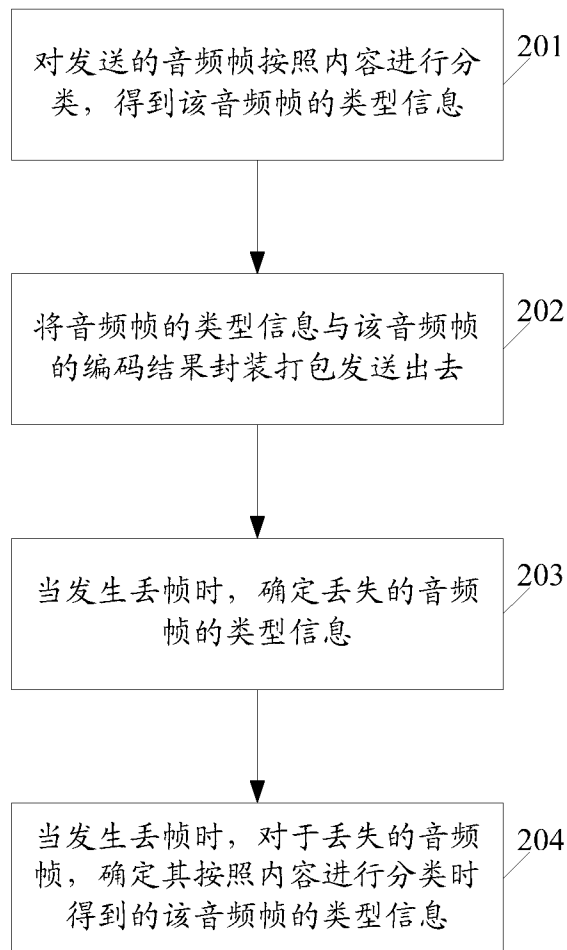 对发送的音频帧按照内容进行分
类，得到该音频帧的类型信息
201
将音频帧的类型信息与该音频帧
的编码结果封装打包发送出去
202
当发生丢帧时，确定丢失的音频
帧的类型信息
203
当发生丢帧时，对于丢失的音频
帧，确定其按照内容进行分类时
得到的该音频帧的类型信息
204